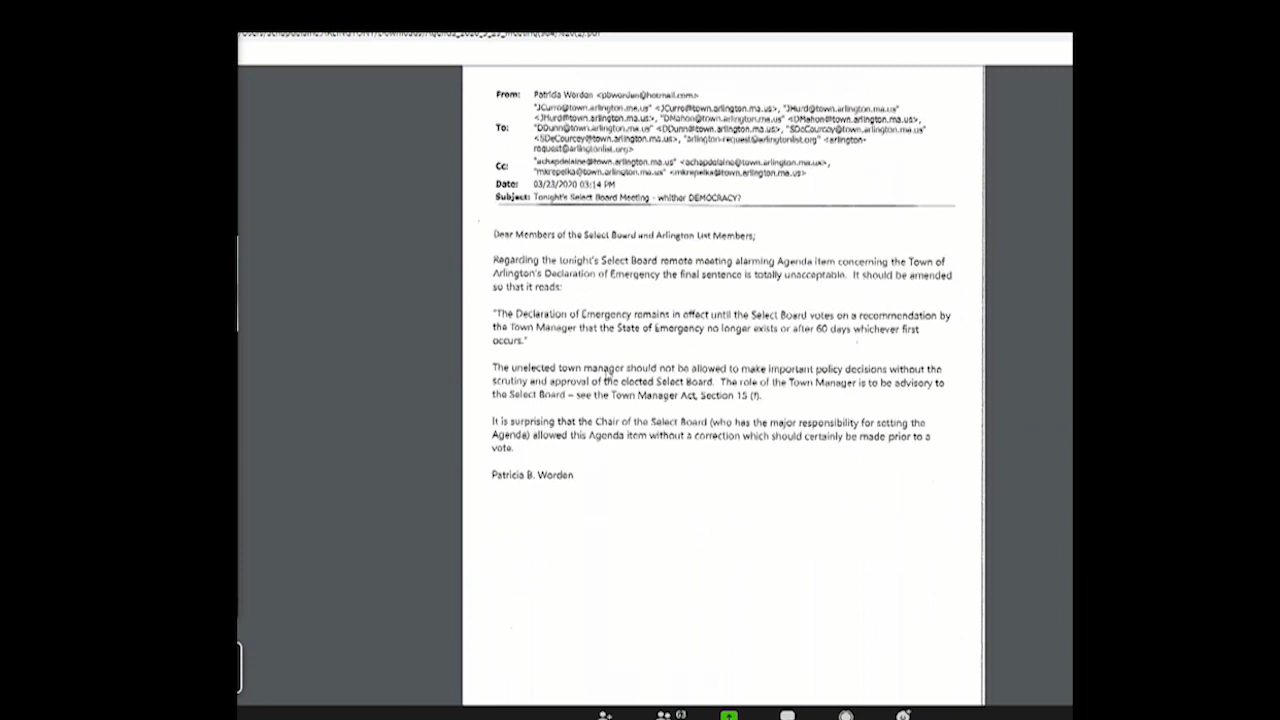 From: Patricia Worden <pbworden@hotmail.com>
"JCurro@town.arlington.ma.us" <JCurro@town.arlington.ma.us>, "JHurd@town.arlington.ma.us"
<JHurd@town.arlington.ma.us>, "DMahon@town.arlington.ma.us" <DMahon@town.arlington.ma.us>,
To: "DDunn@town.arlington.ma.us" <DDunn@town.arlington.ma.us>, "SDeCourcey@town.arlington.ma.us"
<SDeCourcey@town.arlington.ma.us>, "arlington-request@arlingtonlist.org" <arlington-
request@arlingtonlist.org>
Cc: "achapdelaine@town.arlington.ma.us" <achapdelaine@town.arlington.ma.us>,
"mkrepelka@town.arlington.ma.us" <mkrepelka@town.arlington.ma.us>
Date: 03/23/2020 03:14 PM
Subject: Tonight's Select Board Meeting - whither DEMOCRACY?
Dear Members of the Select Board and Arlington List Members;
Regarding the tonight's Select Board remote meeting alarming Agenda item concerning the Town of
Arlington's Declaration of Emergency the final sentence is totally unacceptable. It should be amended
so that it reads:
"The Declaration of Emergency remains in effect until the Select Board votes on a recommendation by
the Town Manager that the State of Emergency no longer exists or after 60 days whichever first
occurs."
The unelected town manager should not be allowed to make important policy decisions without the
scrutiny and approval of the elected Select Board. The role of the Town Manager is to be advisory to
the Select Board – see the Town Manager Act, Section 15 (f).
It is surprising that the Chair of the Select Board (who has the major responsibility for setting the
Agenda) allowed this Agenda item without a correction which should certainly be made prior to a
vote.
Patricia B. Worden
63